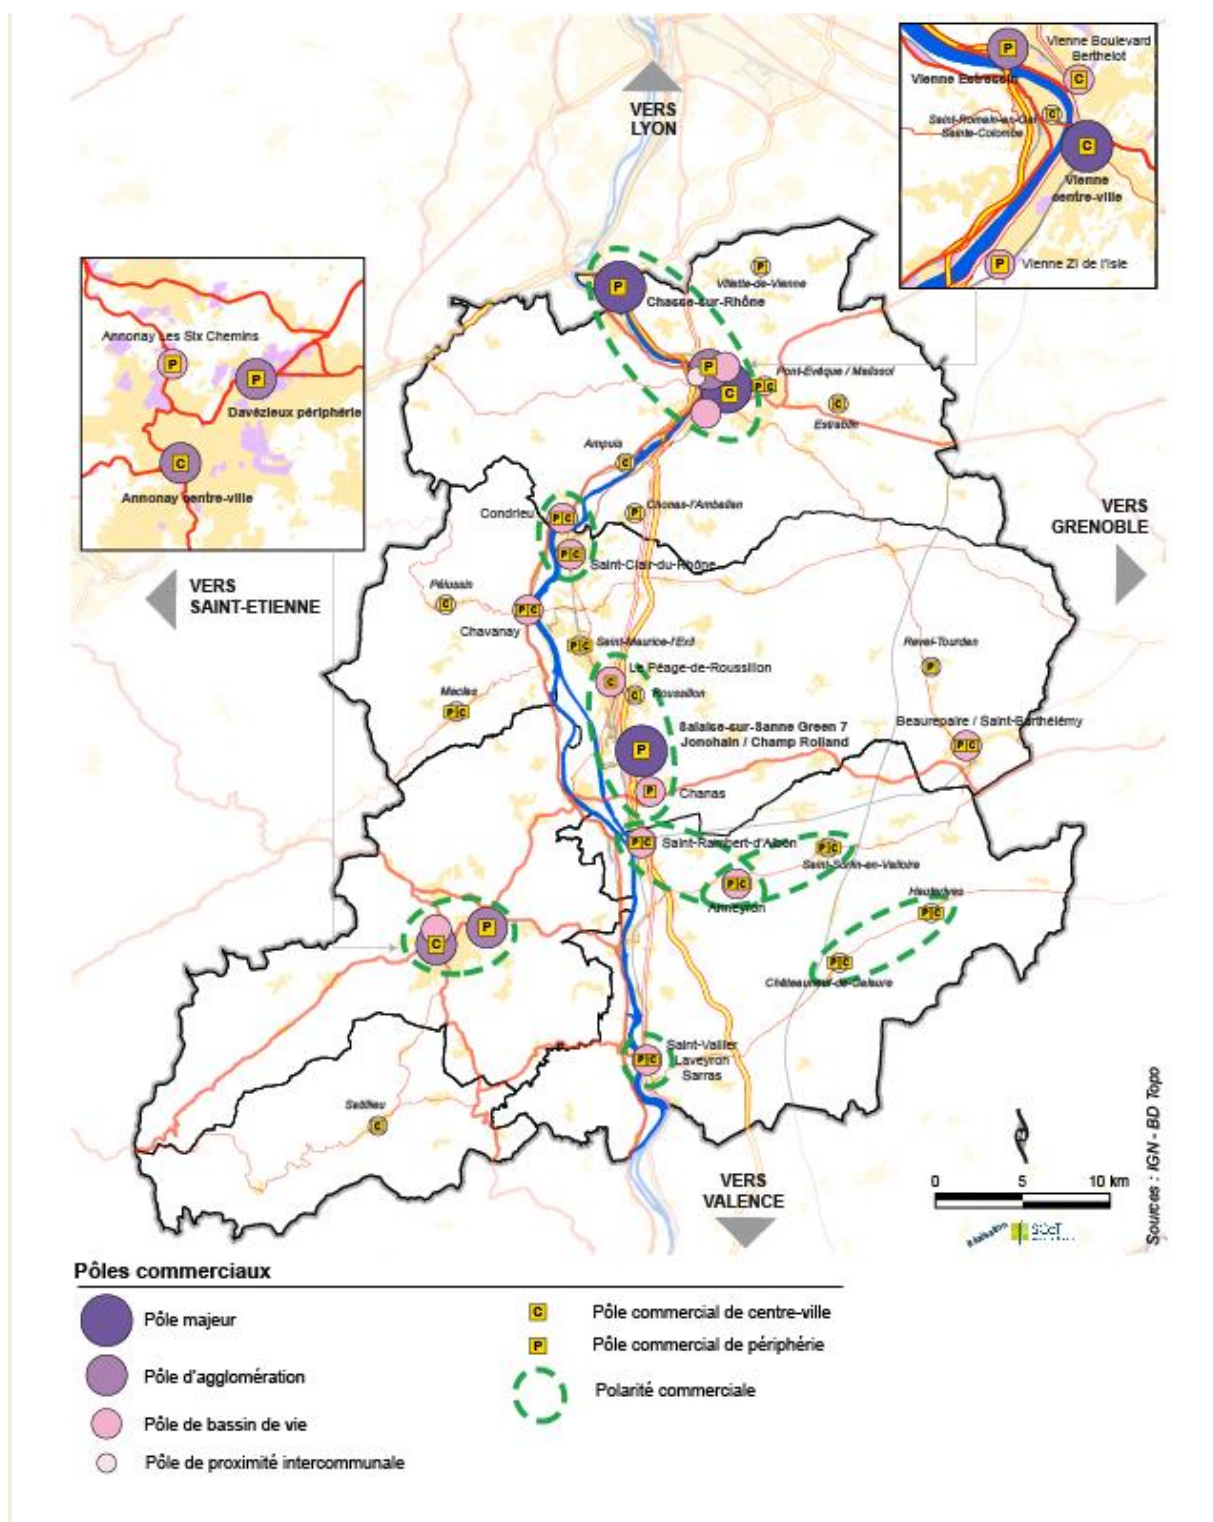 VERS
LYON
Vienne Boulevard
Berthelot
Vienne Estressin
Saint-Romain-en-Gal
Sainte-Colombe
Vienne
centre-ville
Vienne ZI de l'Isle
P
C
Annonay Les Six Chemins
Davézieux périphérie
Annonay centre-ville
Villette-de-Vienne
Chasse-sur-Rhône
Pont-Evêque / Malissol
Estrablin
Ampuis
Condrieu
Chonas-l'Amballan
VERS
GRENOBLE
Saint-Clair-du-Rhône
VERS
SAINT-ETIENNE
Pélussin
Chavanay
Saint-Maurice-l'Exil
Revel-Tourdan
Le Péage-de-Roussillon
Roussillon
Maclas
Beaurepaire / Saint-Barthélémy
Salaise-sur-Sanne Green 7
Jonchain / Champ Rolland
Chanas
Saint-Rambert-d'Albon
Saint-Sorlin-en-Valloire
Anneyron
Hauterives
Châteauneuf-de-Galaure
Saint-Vallier
Laveyron
Sarras
Satillieu
VERS
VALENCE
N
0 5 10 km
Réalisation
SCoT
Sources : IGN - BD Topo
Pôles commerciaux
Pôle majeur
Pôle d'agglomération
Pôle de bassin de vie
Pôle de proximité intercommunale
C Pôle commercial de centre-ville
P Pôle commercial de périphérie
Polarité commerciale